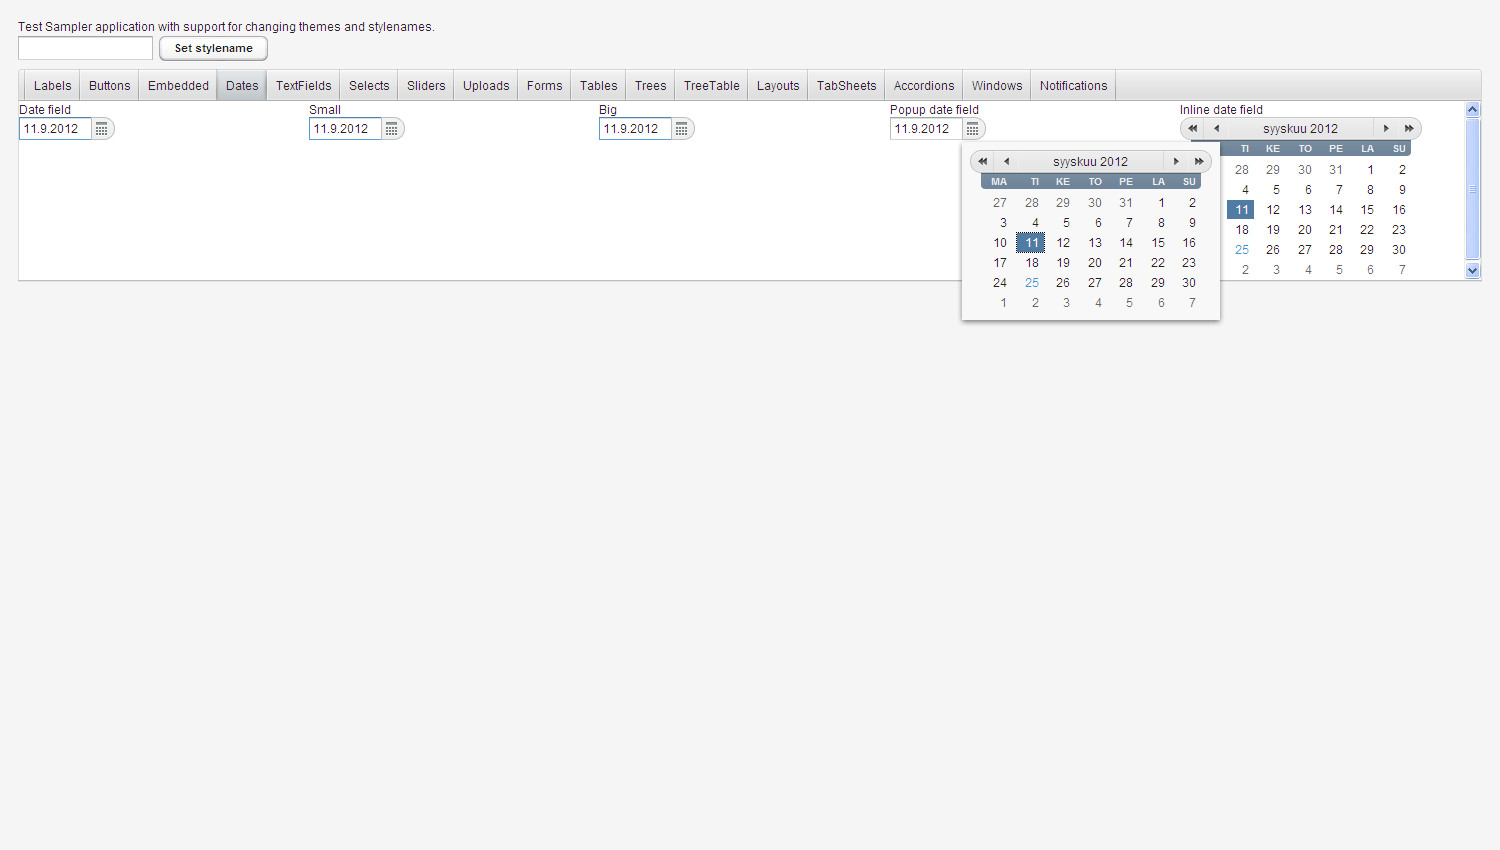 Test Sampler application with support for changing themes and stylenames.
Set stylename
Labels Buttons Embedded Dates TextFields Selects Sliders Uploads Forms Tables Trees TreeTable Layouts TabSheets Accordions Windows Notifications
Date field Small Big Popup date field Inline date field
11.9.2012 11.9.2012 11.9.2012 11.9.2012 syyskuu 2012
syyskuu 2012
MA TI KE TO PE LA SU
27 28 29 30 31 1 2
3 4 5 6 7 8 9
10 11 12 13 14 15 16
17 18 19 20 21 22 23
24 25 26 27 28 29 30
1 2 3 4 5 6 7
TI KE TO PE LA SU
28 29 30 31 1 2
4 5 6 7 8 9
11 12 13 14 15 16
18 19 20 21 22 23
25 26 27 28 29 30
2 3 4 5 6 7